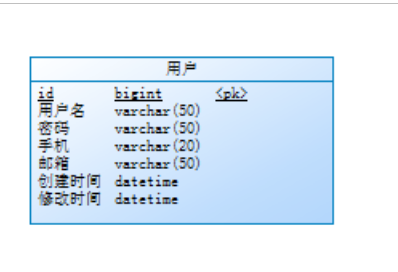 用户
id bigint <pk>
用户名 varchar(50)
密码 varchar(50)
手机 varchar(20)
邮箱 varchar(50)
创建时间 datetime
修改时间 datetime